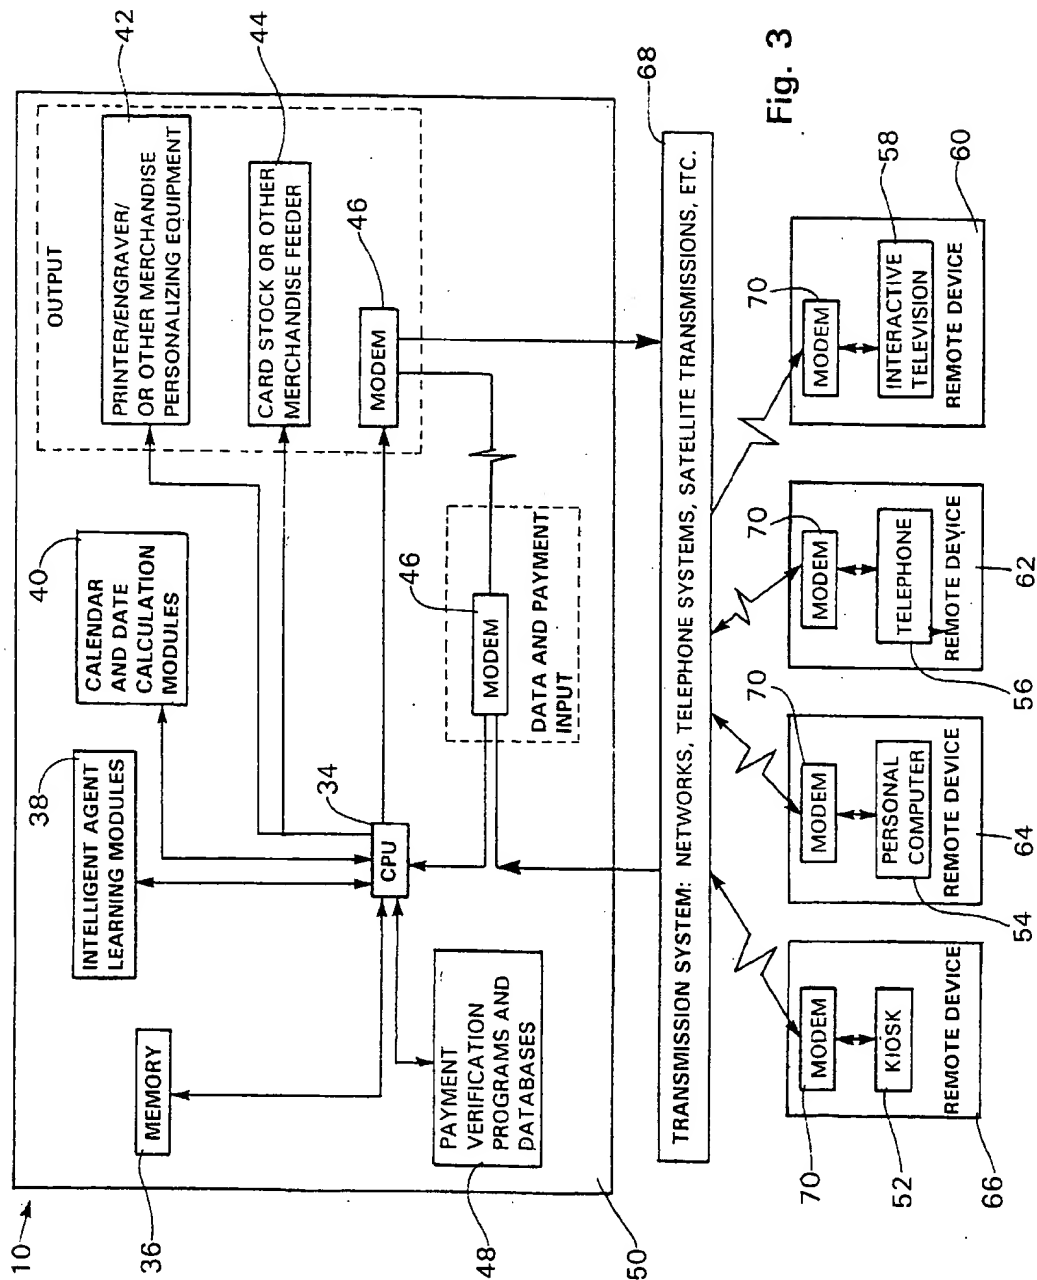 10
36
MEMORY
38
INTELLIGENT AGENT
LEARNING MODULES
40
CALENDAR
AND DATE
CALCULATION
MODULES
OUTPUT
42
PRINTER/ENGRAVER/
OR OTHER MERCHANDISE
PERSONALIZING EQUIPMENT
44
CARD STOCK OR OTHER
MERCHANDISE FEEDER
46
MODEM
34
CPU
48
PAYMENT
VERIFICATION
PROGRAMS AND
DATABASES
46
MODEM
DATA AND PAYMENT
INPUT
50
68
TRANSMISSION SYSTEM: NETWORKS, TELEPHONE SYSTEMS, SATELLITE TRANSMISSIONS, ETC.
70
MODEM
52
KIOSK
REMOTE DEVICE
66
70
MODEM
54
PERSONAL
COMPUTER
REMOTE DEVICE
64
70
MODEM
56
TELEPHONE
REMOTE DEVICE
62
70
MODEM
58
INTERACTIVE
TELEVISION
REMOTE DEVICE
60
Fig. 3